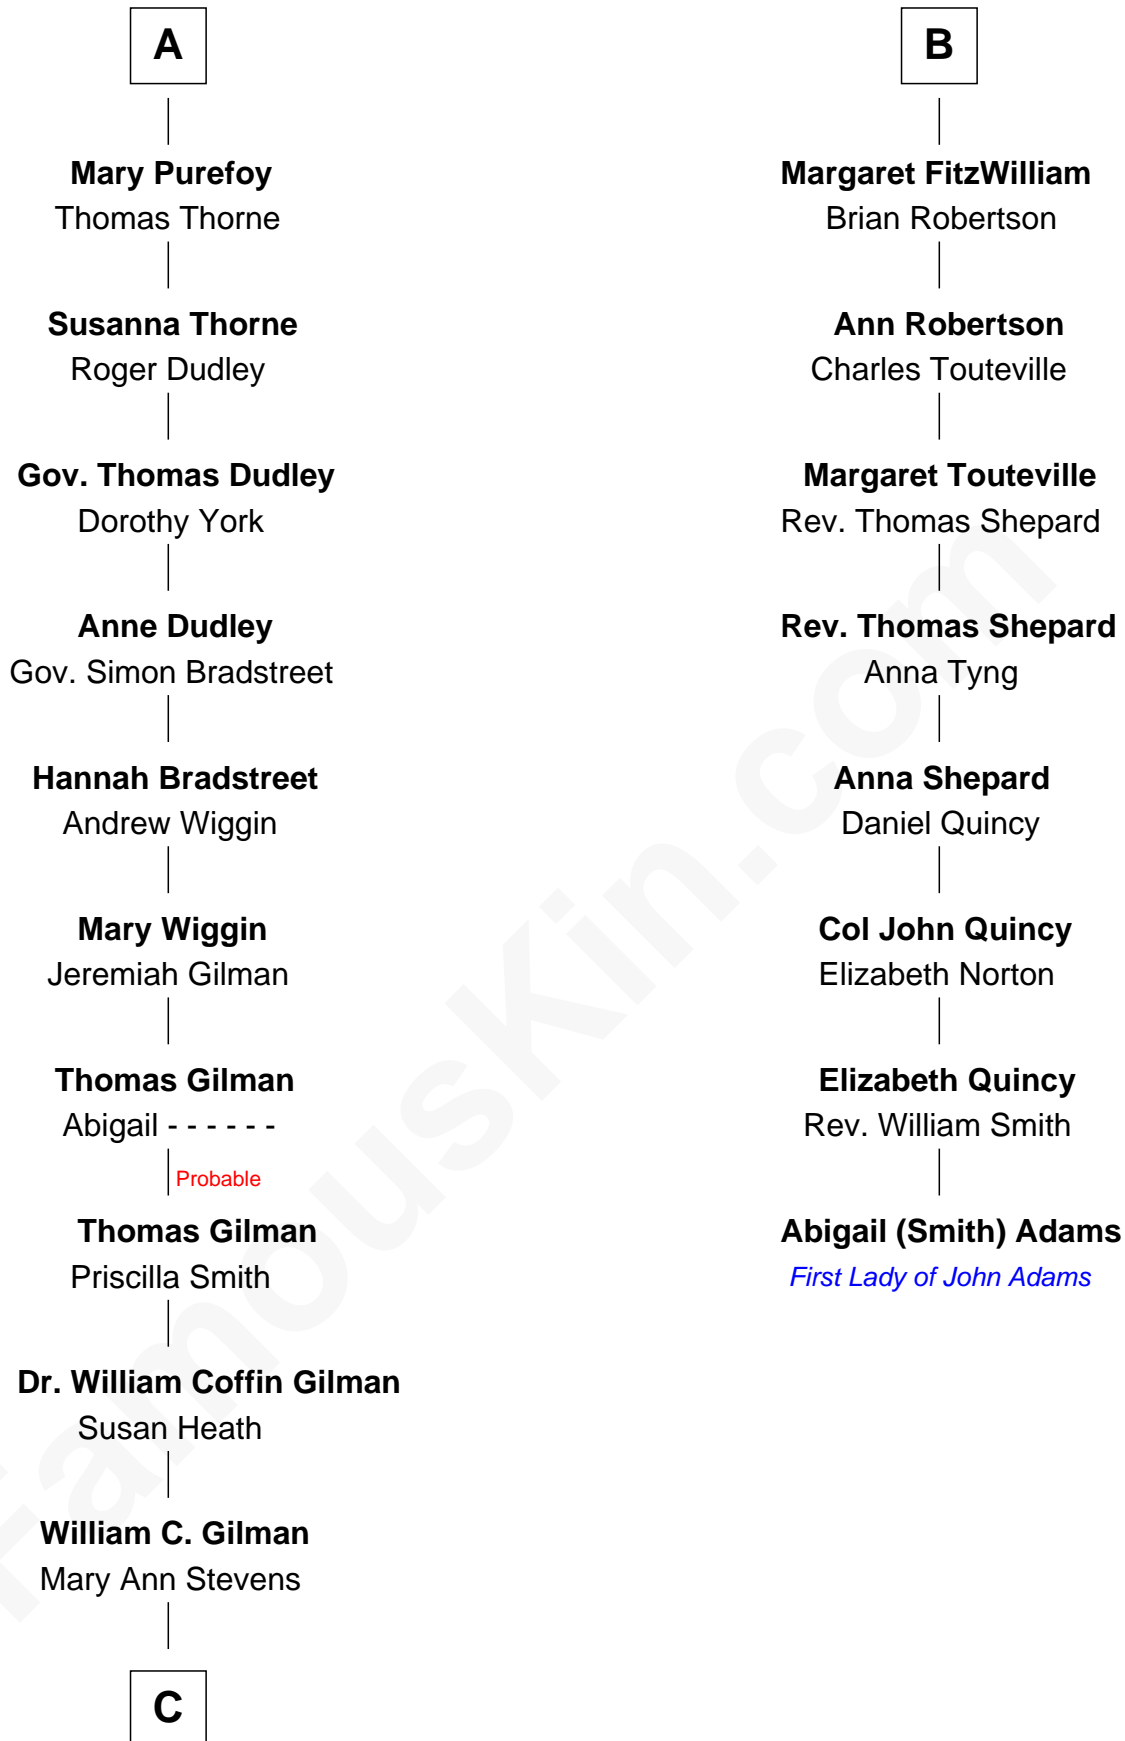 A
Mary Purefoy
Thomas Thorne
Susanna Thorne
Roger Dudley
Gov. Thomas Dudley
Dorothy York
Anne Dudley
Gov. Simon Bradstreet
Hannah Bradstreet
Andrew Wiggin
Mary Wiggin
Jeremiah Gilman
Thomas Gilman
Abigail - - - - - -
Probable
Thomas Gilman
Priscilla Smith
Dr. William Coffin Gilman
Susan Heath
William C. Gilman
Mary Ann Stevens
C
B
Margaret FitzWilliam
Brian Robertson
Ann Robertson
Charles Touteville
Margaret Touteville
Rev. Thomas Shepard
Rev. Thomas Shepard
Anna Tyng
Anna Shepard
Daniel Quincy
Col John Quincy
Elizabeth Norton
Elizabeth Quincy
Rev. William Smith
Abigail (Smith) Adams
First Lady of John Adams
FamousKin.com